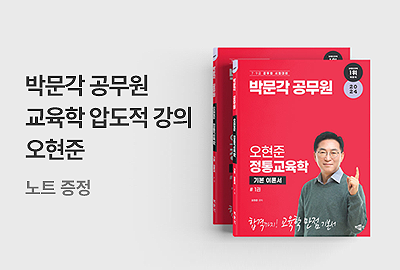 박문각 공무원
교육학 압도적 강의
오현준
노트 증정
1위
박문각 공무원
2024
오현준
정통교육학
기본 이론서
#1권
합격까지! 교육학 만점 기본서